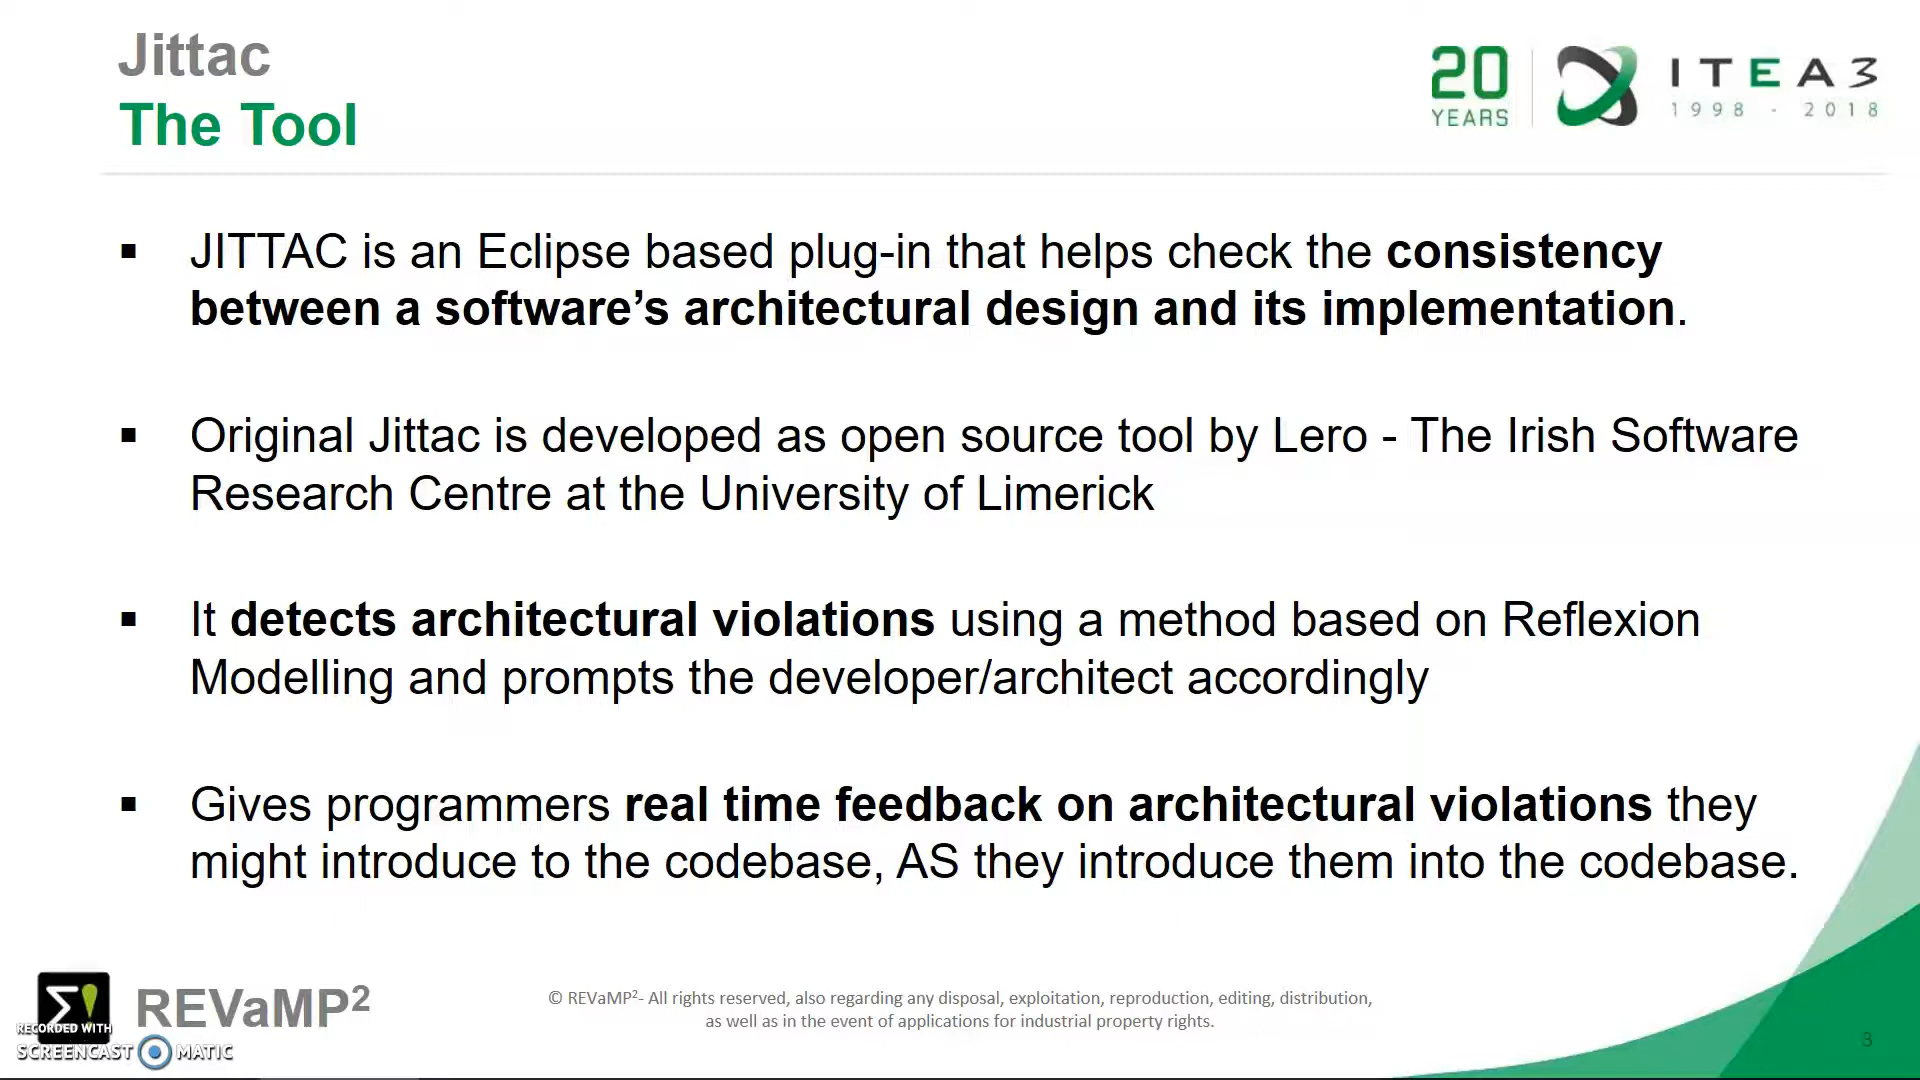 Jittac
The Tool
20
YEARS
ITEA3
1998 - 2018
▪ JITTAC is an Eclipse based plug-in that helps check the consistency
between a software’s architectural design and its implementation.
▪ Original Jittac is developed as open source tool by Lero - The Irish Software
Research Centre at the University of Limerick
▪ It detects architectural violations using a method based on Reflexion
Modelling and prompts the developer/architect accordingly
▪ Gives programmers real time feedback on architectural violations they
might introduce to the codebase, AS they introduce them into the codebase.
Σ!
REVaMP²
RECORDED WITH
SCREENCAST MATIC
© REVaMP²- All rights reserved, also regarding any disposal, exploitation, reproduction, editing, distribution,
as well as in the event of applications for industrial property rights.
3